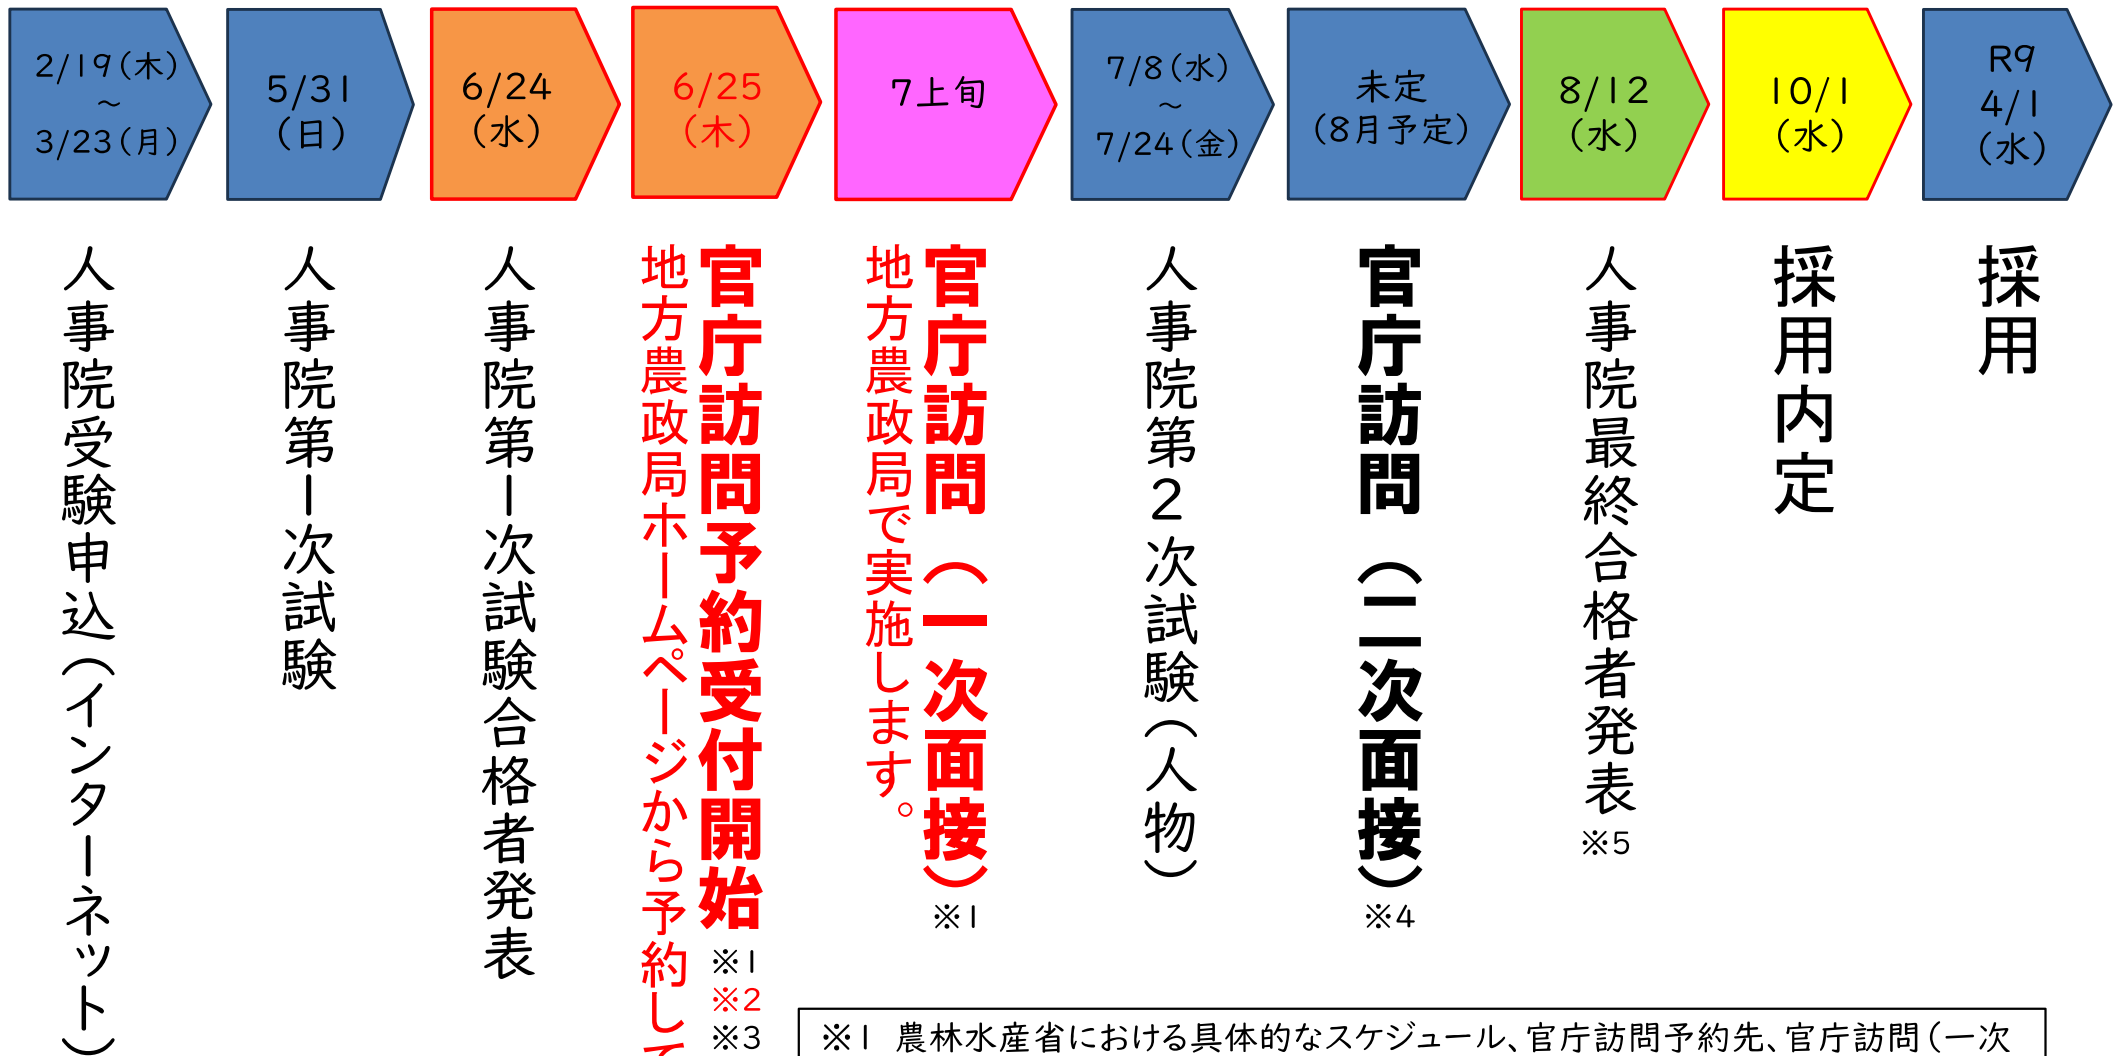 2/19(木)
~
3/23(月)
5/31
(日)
6/24
(水)
6/25
(木)
7上旬
7/8(水)
~
7/24(金)
未定
(8月予定)
8/12
(水)
10/1
(水)
R9
4/1
(水)
人事院受験申込(インターネット)
人事院第1次試験
人事院第1次試験合格者発表
官庁訪問予約受付開始
※1
※2
※3
地方農政局ホームページから予約して
官庁訪問(一次面接)
※1
地方農政局で実施します。
人事院第2次試験(人物)
官庁訪問(二次面接)
※4
人事院最終合格者発表
※5
採用内定
採用
※1 農林水産省における具体的なスケジュール、官庁訪問予約先、官庁訪問(一次